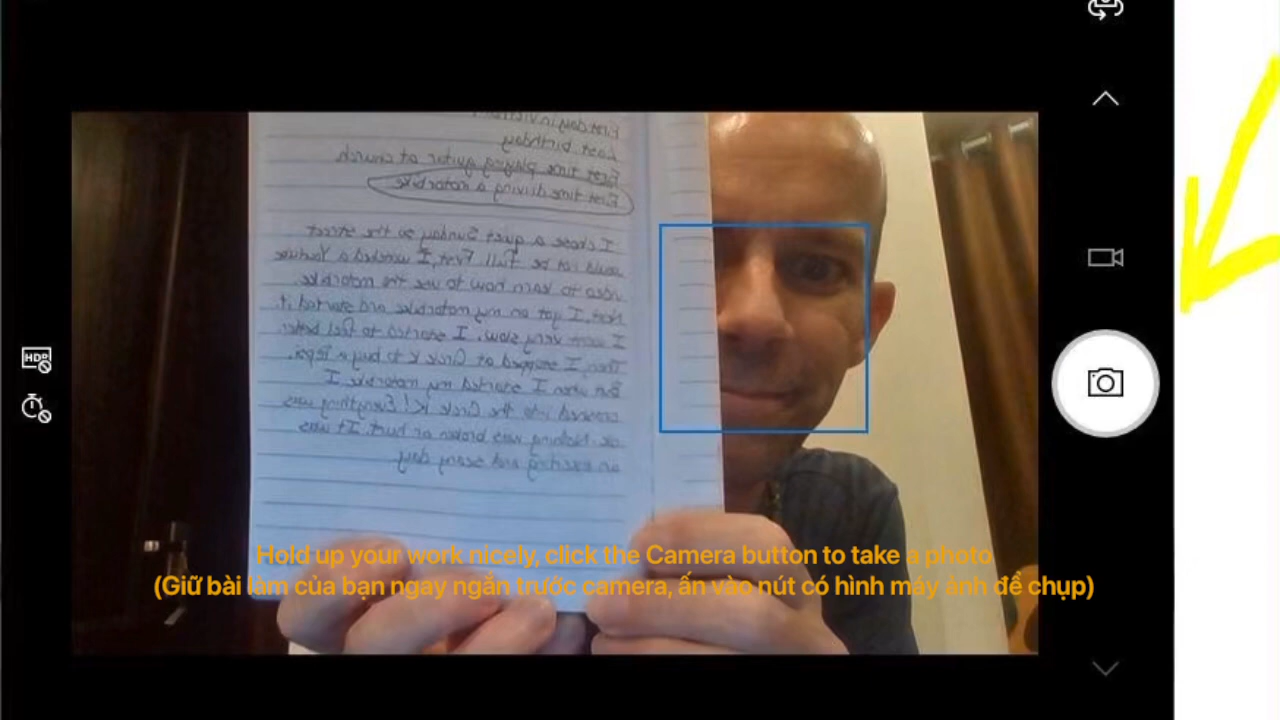 First day in Vietnam
Last birthday
First time playing guitar at church
First time driving a motorbike
I chose a quiet Sunday so the street
would not be full. First, I watched a Youtube
video to learn how to use the motorbike.
Next, I got on my motorbike and started it.
I went very slow. I started to feel better.
Then, I stopped at Circle K to buy a Pepsi.
But when I started my motorbike I
crashed into the Circle K! Everything was
ok. Nothing was broken or hurt. It was
an exciting and scary day
HDR
Hold up your work nicely, click the Camera button to take a photo
(Giữ bài làm của bạn ngay ngắn trước camera, ấn vào nút có hình máy ảnh để chụp)